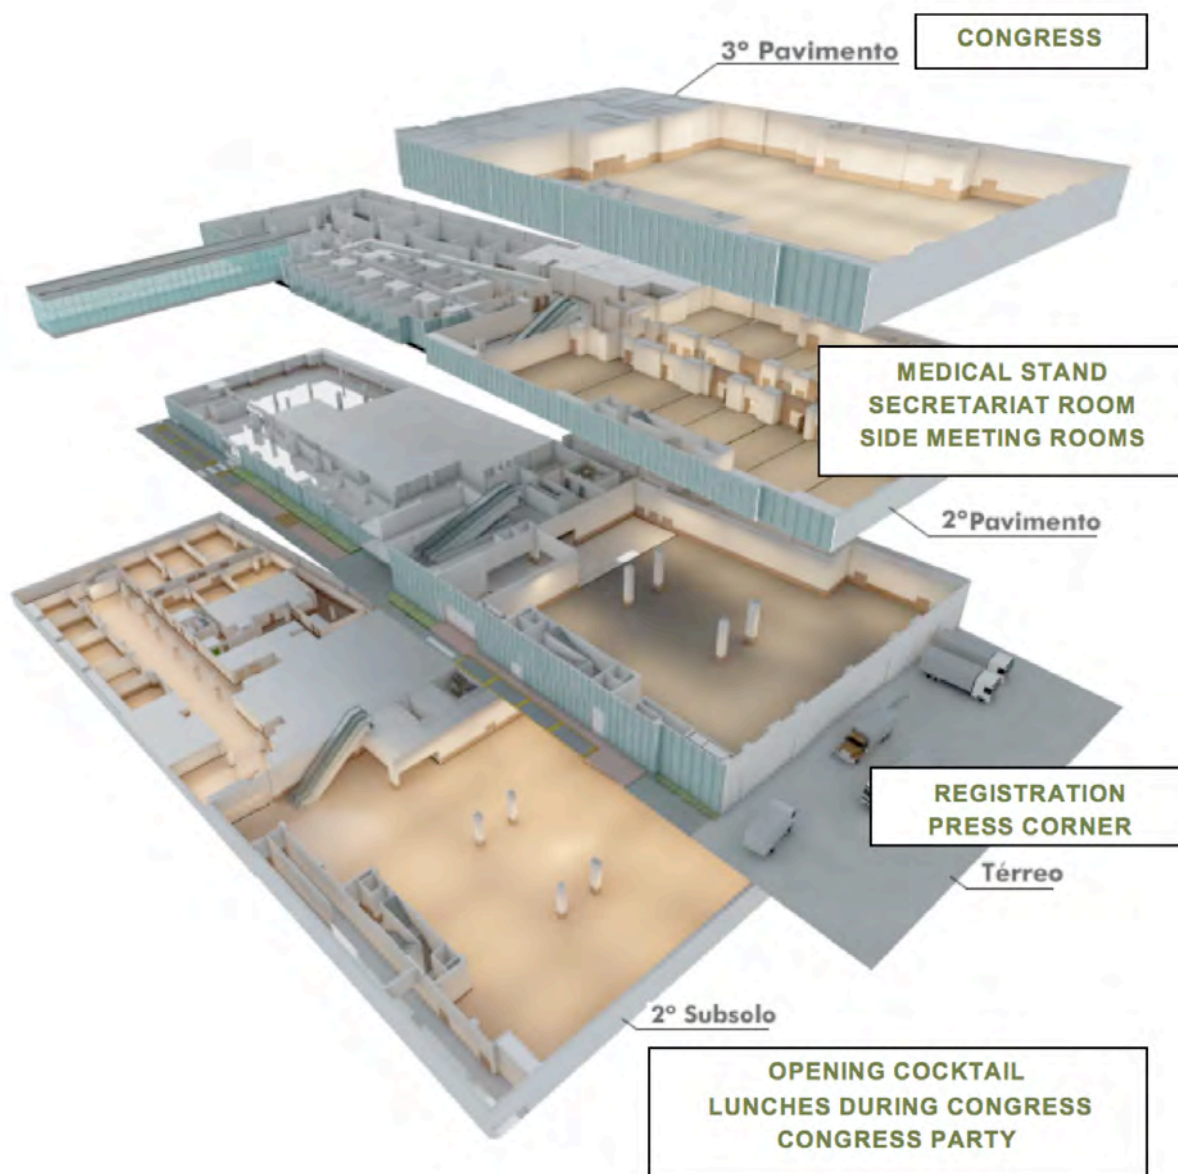 CONGRESS
3º Pavimento
MEDICAL STAND
SECRETARIAT ROOM
SIDE MEETING ROOMS
2ºPavimento
REGISTRATION
PRESS CORNER
Térreo
2º Subsolo
OPENING COCKTAIL
LUNCHES DURING CONGRESS
CONGRESS PARTY